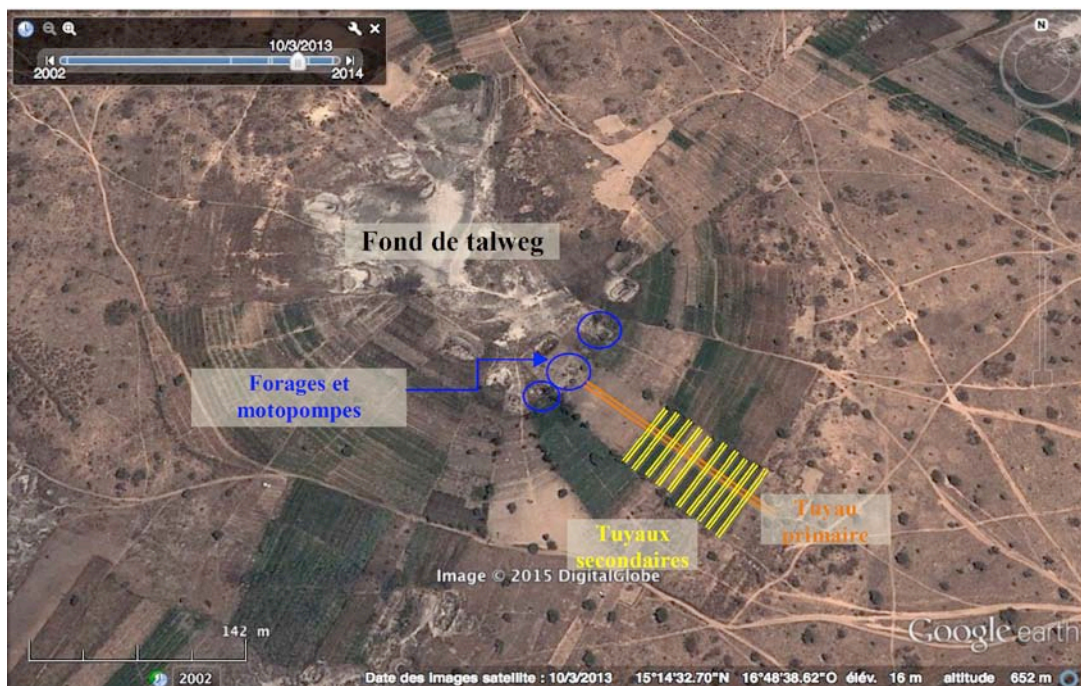 10/3/2013
2002
2014
N
Fond de talweg
Forages et
motopompes
Tuyau
primaire
Tuyaux
secondaires
Image © 2015 DigitalGlobe
142 m
Google earth
2002
Date des images satellite : 10/3/2013 15°14'32.70"N 16°48'38.62"O élév. 16 m altitude 652 m